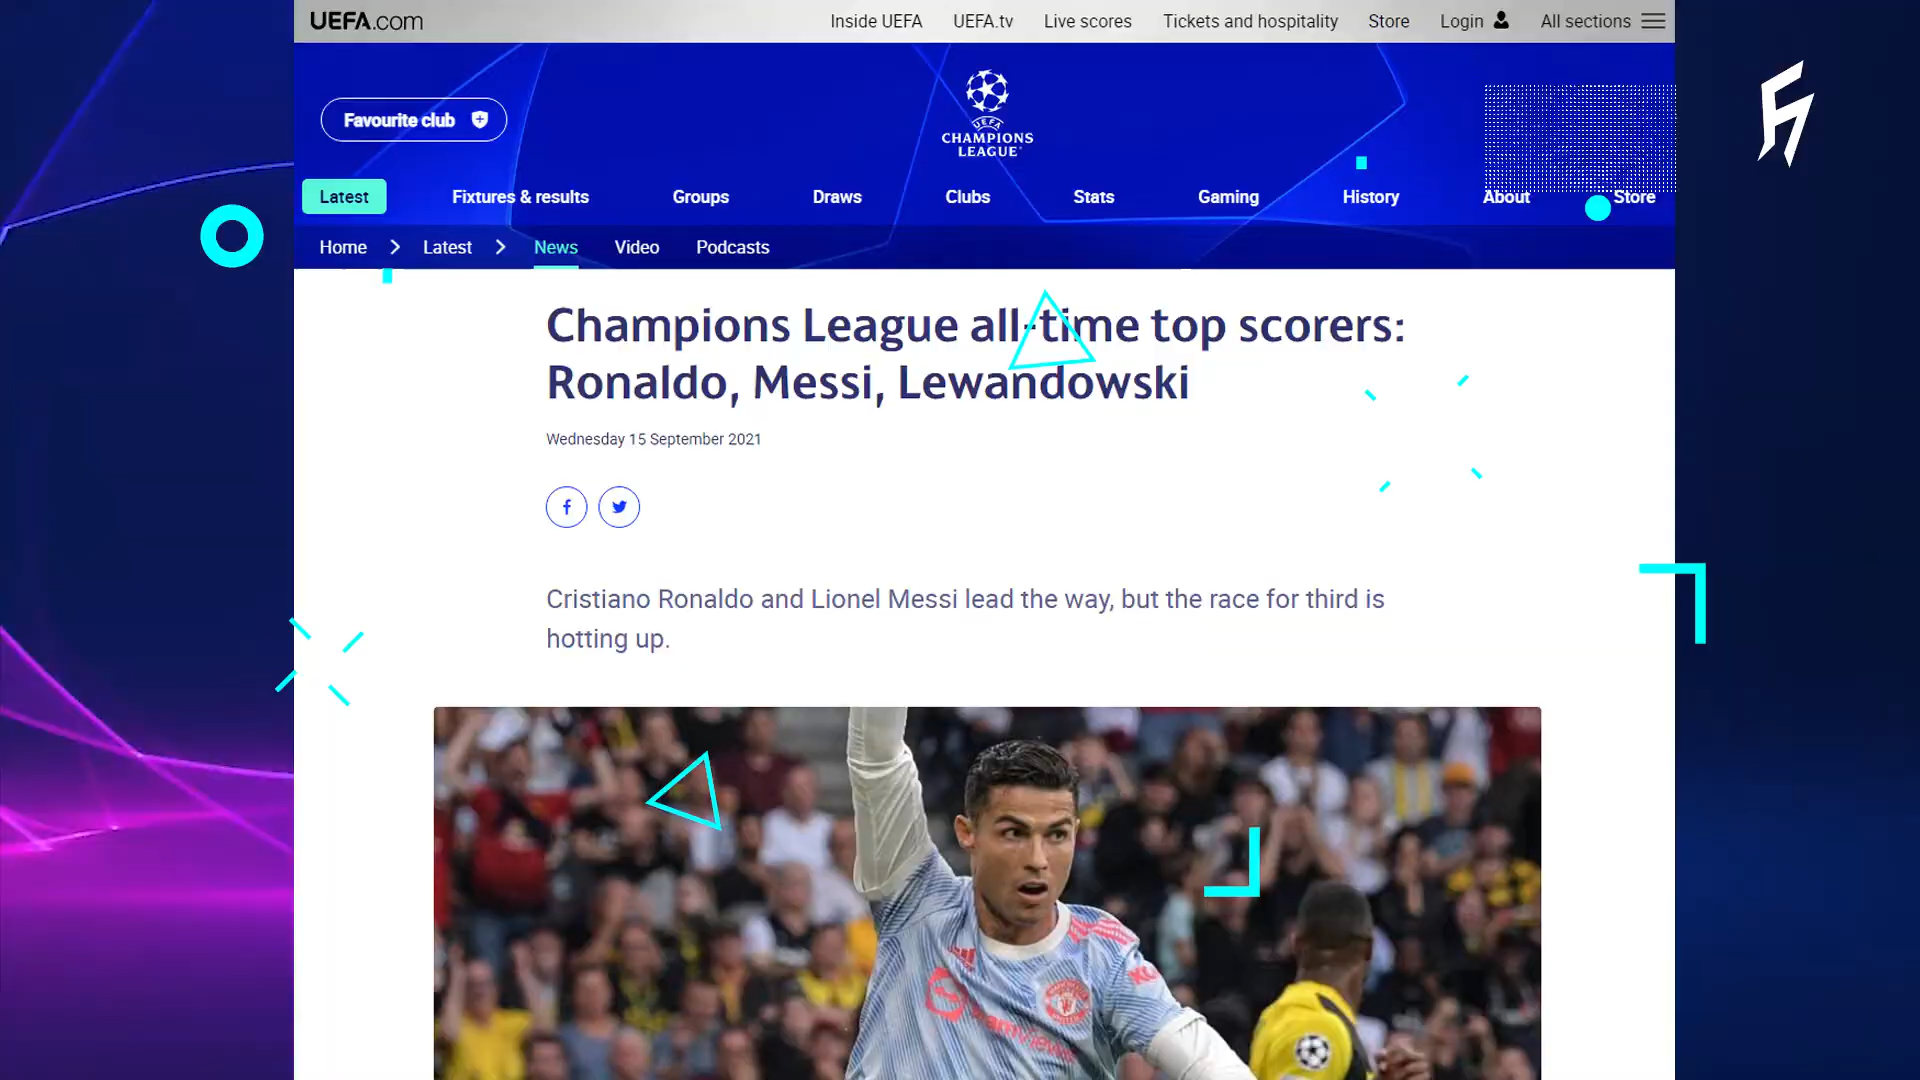 UEFA.com
Inside UEFA
UEFA.tv
Live scores
Tickets and hospitality
Store
Login
All sections
Favourite club
UEFA
CHAMPIONS
LEAGUE
Latest
Fixtures & results
Groups
Draws
Clubs
Stats
Gaming
History
About
Store
Home
Latest
News
Video
Podcasts
Champions League all-time top scorers:
Ronaldo, Messi, Lewandowski
Wednesday 15 September 2021
Cristiano Ronaldo and Lionel Messi lead the way, but the race for third is
hotting up.
TeamViewer